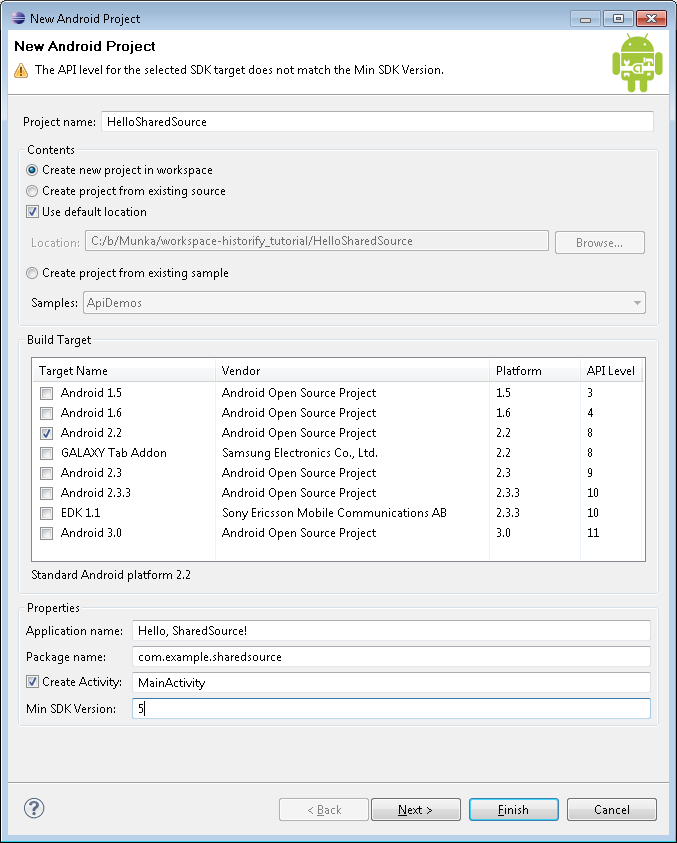 New Android Project
New Android Project
The API level for the selected SDK target does not match the Min SDK Version.
Project name: HelloSharedSource
Contents
Create new project in workspace
Create project from existing source
Use default location
Location: C:/b/Munka/workspace-historify_tutorial/HelloSharedSource Browse...
Create project from existing sample
Samples: ApiDemos
Build Target
Target Name Vendor Platform API Level
Android 1.5 Android Open Source Project 1.5 3
Android 1.6 Android Open Source Project 1.6 4
Android 2.2 Android Open Source Project 2.2 8
GALAXY Tab Addon Samsung Electronics Co., Ltd. 2.2 8
Android 2.3 Android Open Source Project 2.3 9
Android 2.3.3 Android Open Source Project 2.3.3 10
EDK 1.1 Sony Ericsson Mobile Communications AB 2.3.3 10
Android 3.0 Android Open Source Project 3.0 11
Standard Android platform 2.2
Properties
Application name: Hello, SharedSource!
Package name: com.example.sharedsource
Create Activity: MainActivity
Min SDK Version: 5
? < Back Next > Finish Cancel